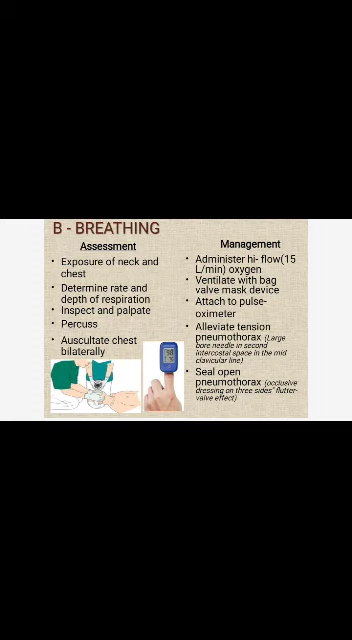 B - BREATHING
Assessment
• Exposure of neck and
chest
• Determine rate and
depth of respiration
• Inspect and palpate
• Percuss
• Auscultate chest
bilaterally
Management
• Administer hi- flow(15
L/min) oxygen
• Ventilate with bag
valve mask device
• Attach to pulse-
oximeter
• Alleviate tension
pneumothorax (Large
bore needle in second
intercostal space in the mid
clavicular line)
• Seal open
pneumothorax (occlusive
dressing on three sides" flutter-
valve effect)